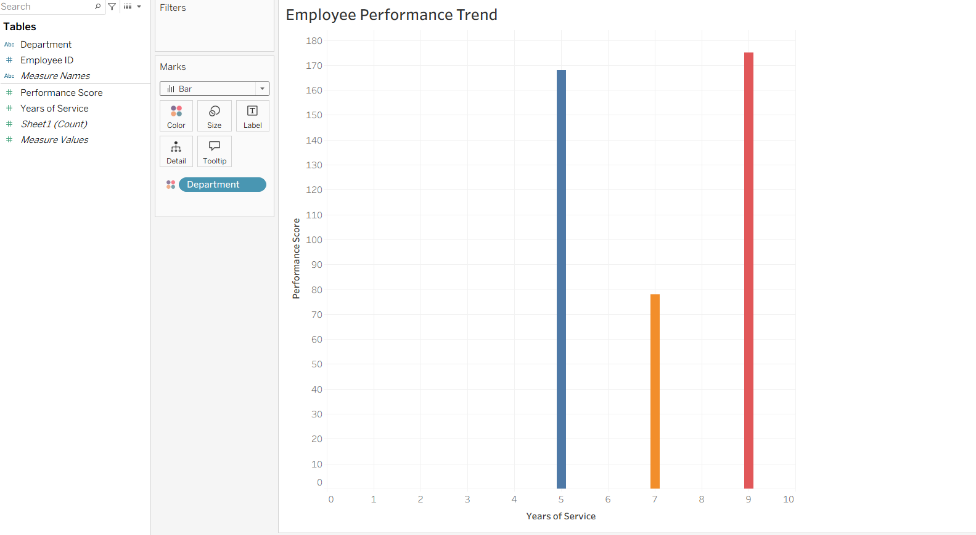 Search
Tables
Abc Department
# Employee ID
Abc Measure Names
# Performance Score
# Years of Service
# Sheet1 (Count)
# Measure Values
Filters
Marks
Bar
Color Size Label
Detail Tooltip
Department
Employee Performance Trend
Performance Score
180
170
160
150
140
130
120
110
100
90
80
70
60
50
40
30
20
10
0
0 1 2 3 4 5 6 7 8 9 10
Years of Service